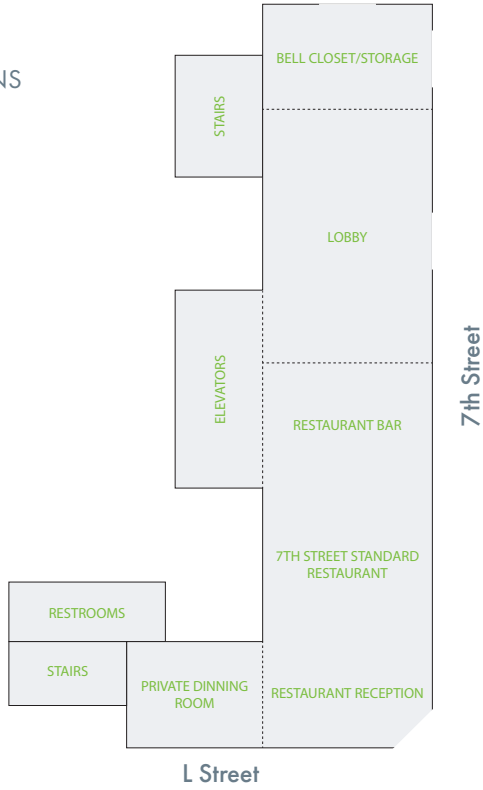 NS
BELL CLOSET/STORAGE
STAIRS
LOBBY
7th Street
ELEVATORS
RESTAURANT BAR
7TH STREET STANDARD
RESTAURANT
RESTROOMS
STAIRS
PRIVATE DINNING
ROOM
RESTAURANT RECEPTION
L Street